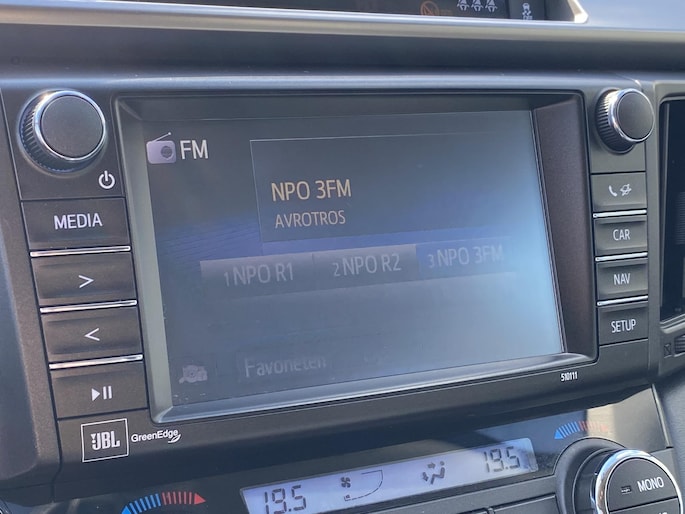 FM
NPO 3FM
AVROTROS
1 NPO R1
2 NPO R2
3 NPO 3FM
Favorieten
MEDIA
>
<
JBL GreenEdge
CAR
NAV
SETUP
510111
19.5
19.5
MONO